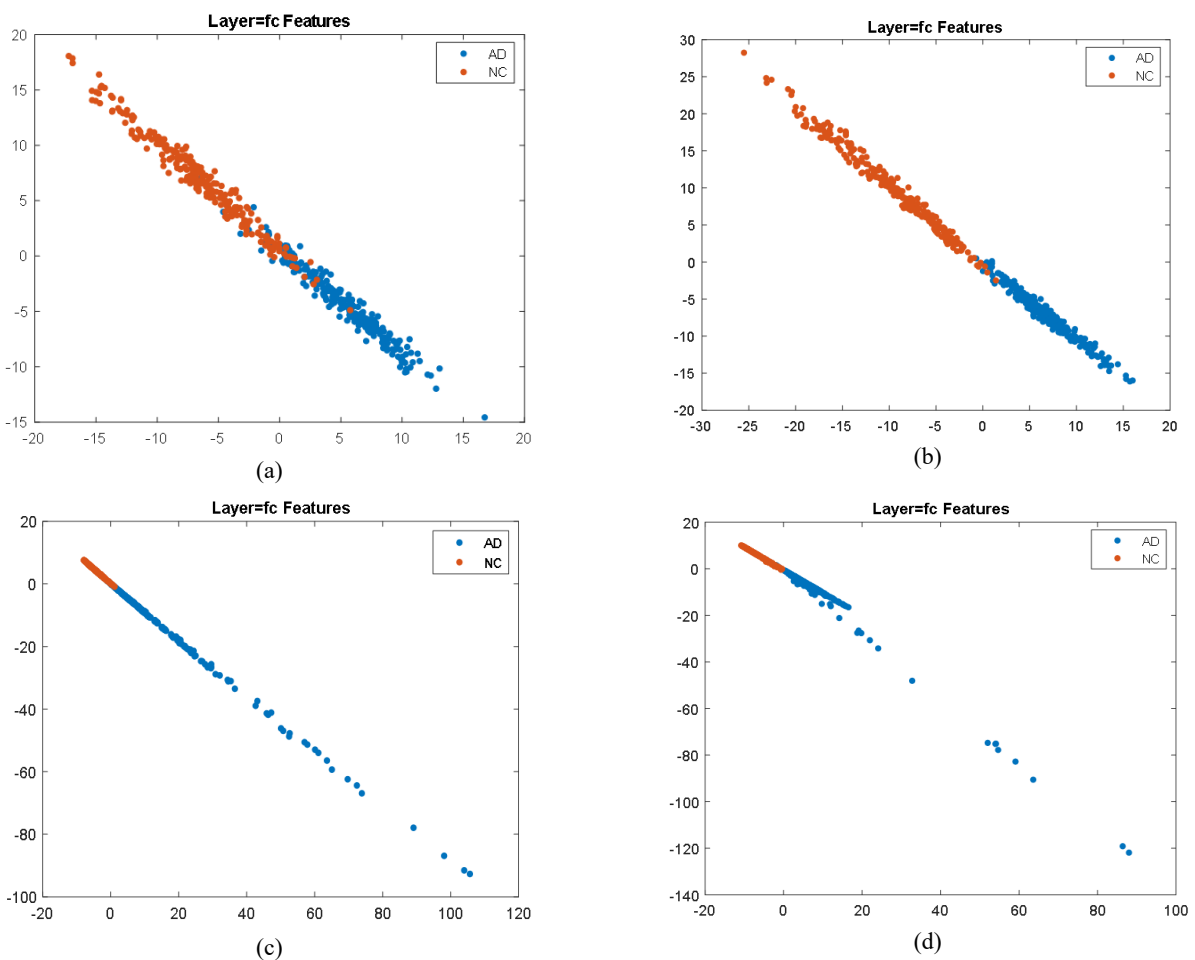 Layer=fc Features
20
15
10
5
0
-5
-10
-15
-20 -15 -10 -5 0 5 10 15 20
AD
NC
(a)
Layer=fc Features
30
25
20
15
10
5
0
-5
-10
-15
-20
-30 -25 -20 -15 -10 -5 0 5 10 15 20
AD
NC
(b)
Layer=fc Features
20
0
-20
-40
-60
-80
-100
-20 0 20 40 60 80 100 120
AD
NC
(c)
Layer=fc Features
20
0
-20
-40
-60
-80
-100
-120
-140
-20 0 20 40 60 80 100
AD
NC
(d)